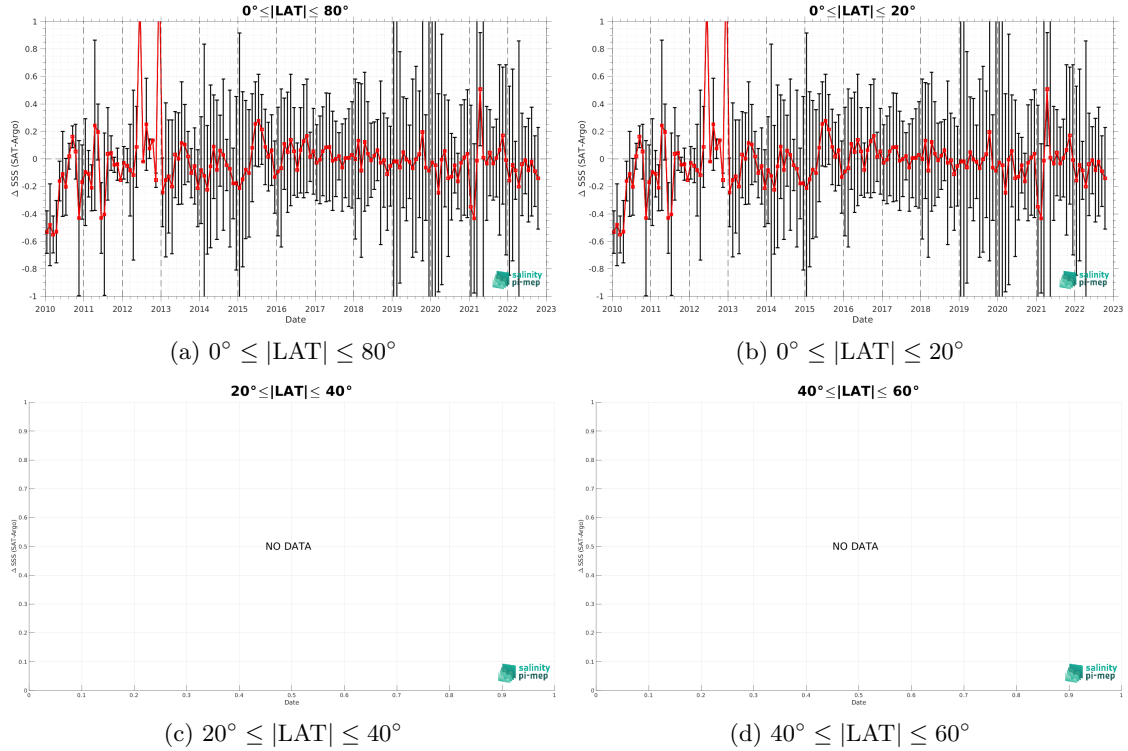 0°≤|LAT|≤ 80°
1
0.8
0.6
0.4
0.2
0
-0.2
-0.4
-0.6
-0.8
-1
Δ SSS (SAT-Argo)
2010 2011 2012 2013 2014 2015 2016 2017 2018 2019 2020 2021 2022 2023
Date
salinity
pi-mep
(a) 0° ≤ |LAT| ≤ 80°
0°≤|LAT|≤ 20°
1
0.8
0.6
0.4
0.2
0
-0.2
-0.4
-0.6
-0.8
-1
Δ SSS (SAT-Argo)
2010 2011 2012 2013 2014 2015 2016 2017 2018 2019 2020 2021 2022 2023
Date
salinity
pi-mep
(b) 0° ≤ |LAT| ≤ 20°
20°≤|LAT|≤ 40°
1
0.9
0.8
0.7
0.6
0.5
0.4
0.3
0.2
0.1
0
Δ SSS (SAT-Argo)
NO DATA
0 0.1 0.2 0.3 0.4 0.5 0.6 0.7 0.8 0.9 1
Date
salinity
pi-mep
(c) 20° ≤ |LAT| ≤ 40°
40°≤|LAT|≤ 60°
1
0.9
0.8
0.7
0.6
0.5
0.4
0.3
0.2
0.1
0
Δ SSS (SAT-Argo)
NO DATA
0 0.1 0.2 0.3 0.4 0.5 0.6 0.7 0.8 0.9 1
Date
salinity
pi-mep
(d) 40° ≤ |LAT| ≤ 60°